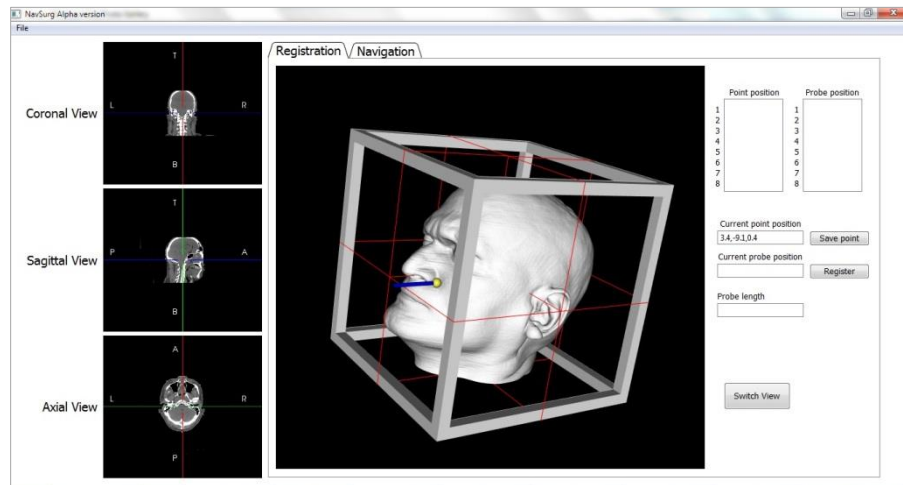 NavSurg Alpha version
File
Coronal View
T
L
R
B
Sagittal View
T
P
A
B
Axial View
A
L
R
P
Registration
Navigation
Point position
Probe position
1
2
3
4
5
6
7
8
1
2
3
4
5
6
7
8
Current point position
3.4,-9.1,0.4
Save point
Current probe position
Register
Probe length
Switch View